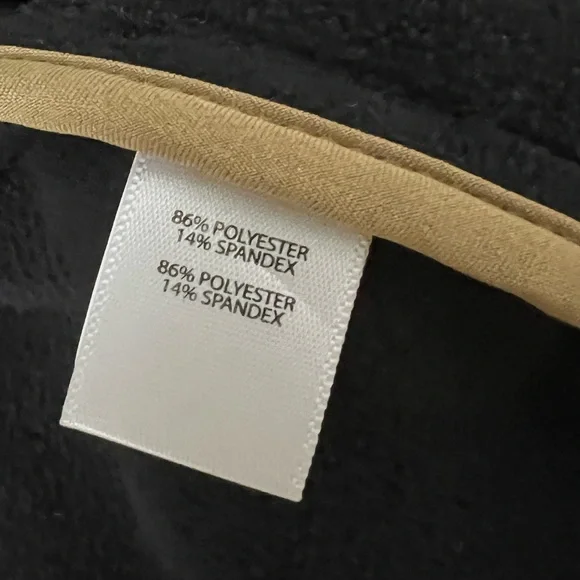 86% POLYESTER
14% SPANDEX
86% POLYESTER
14% SPANDEX